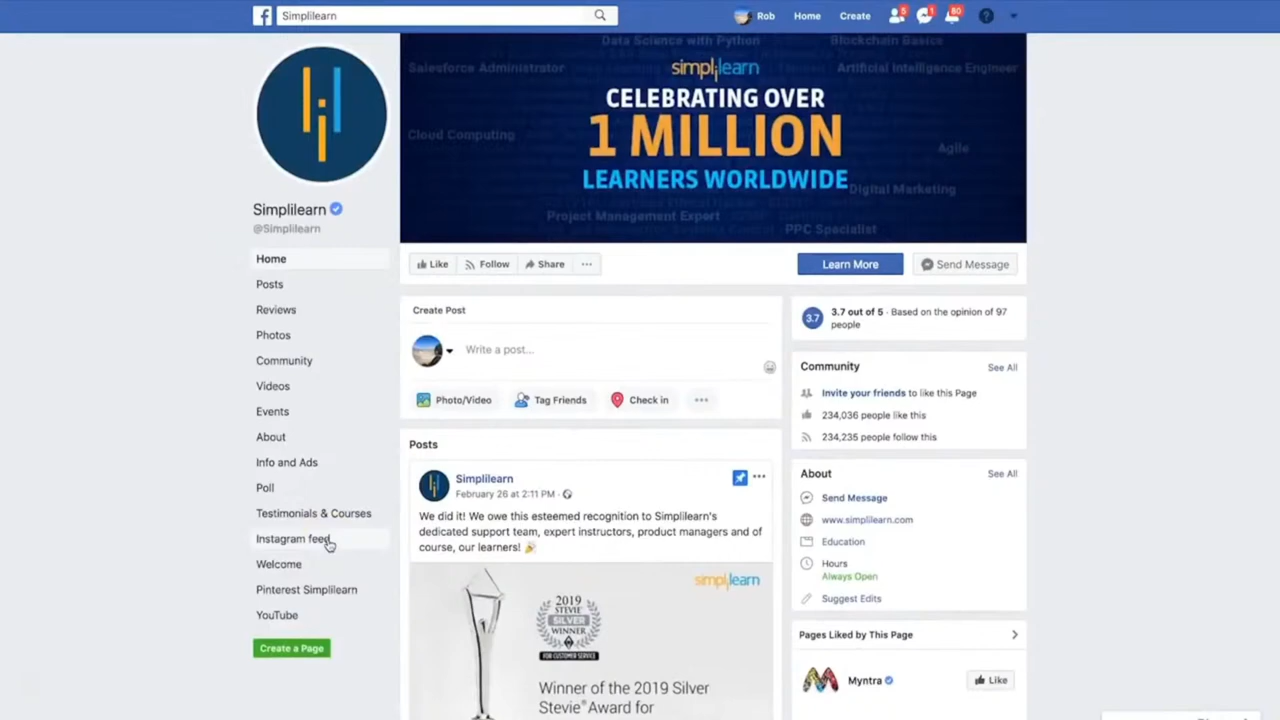 Simplilearn
Rob
Home
Create
5
1
80
?
Data Science with Python
Blockchain Basics
Salesforce Administrator
simplilearn
Artificial Intelligence Engineer
CELEBRATING OVER
1 MILLION
Cloud Computing
Agile
LEARNERS WORLDWIDE
Digital Marketing
Project Management Expert
PPC Specialist
Simplilearn
@Simplilearn
Home
Posts
Reviews
Photos
Community
Videos
Events
About
Info and Ads
Poll
Testimonials & Courses
Instagram feed
Welcome
Pinterest Simplilearn
YouTube
Create a Page
Like
Follow
Share
Learn More
Send Message
Create Post
Write a post...
Photo/Video
Tag Friends
Check in
Posts
Simplilearn
February 26 at 2:11 PM ·
We did it! We owe this esteemed recognition to Simplilearn's
dedicated support team, expert instructors, product managers and of
course, our learners!
simplilearn
2019
STEVIE
SILVER
WINNER
FOR CUSTOMER SERVICE
Winner of the 2019 Silver
Stevie® Award for
3.7
3.7 out of 5 · Based on the opinion of 97
people
Community
See All
Invite your friends to like this Page
234,036 people like this
234,235 people follow this
About
See All
Send Message
www.simplilearn.com
Education
Hours
Always Open
Suggest Edits
Pages Liked by This Page
Myntra
Like